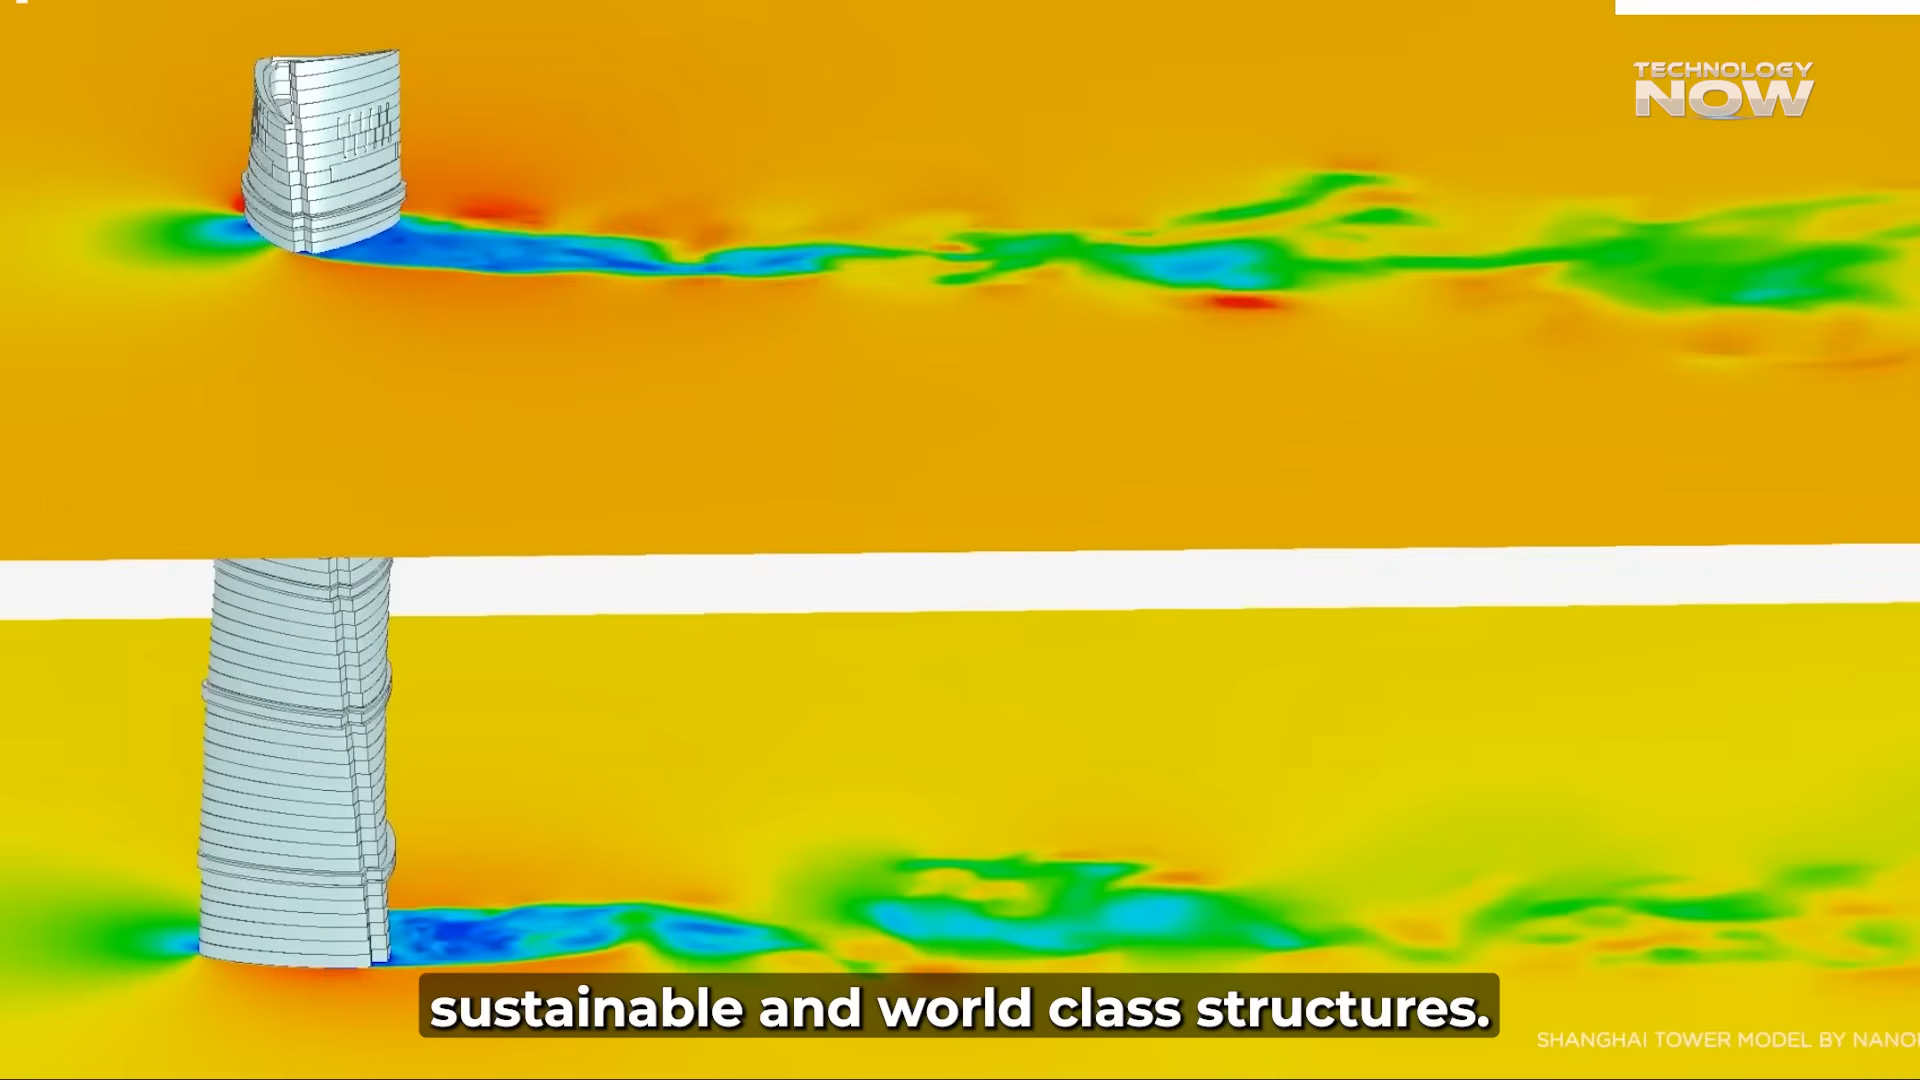 TECHNOLOGY
NOW
sustainable and world class structures.
SHANGHAI TOWER MODEL BY